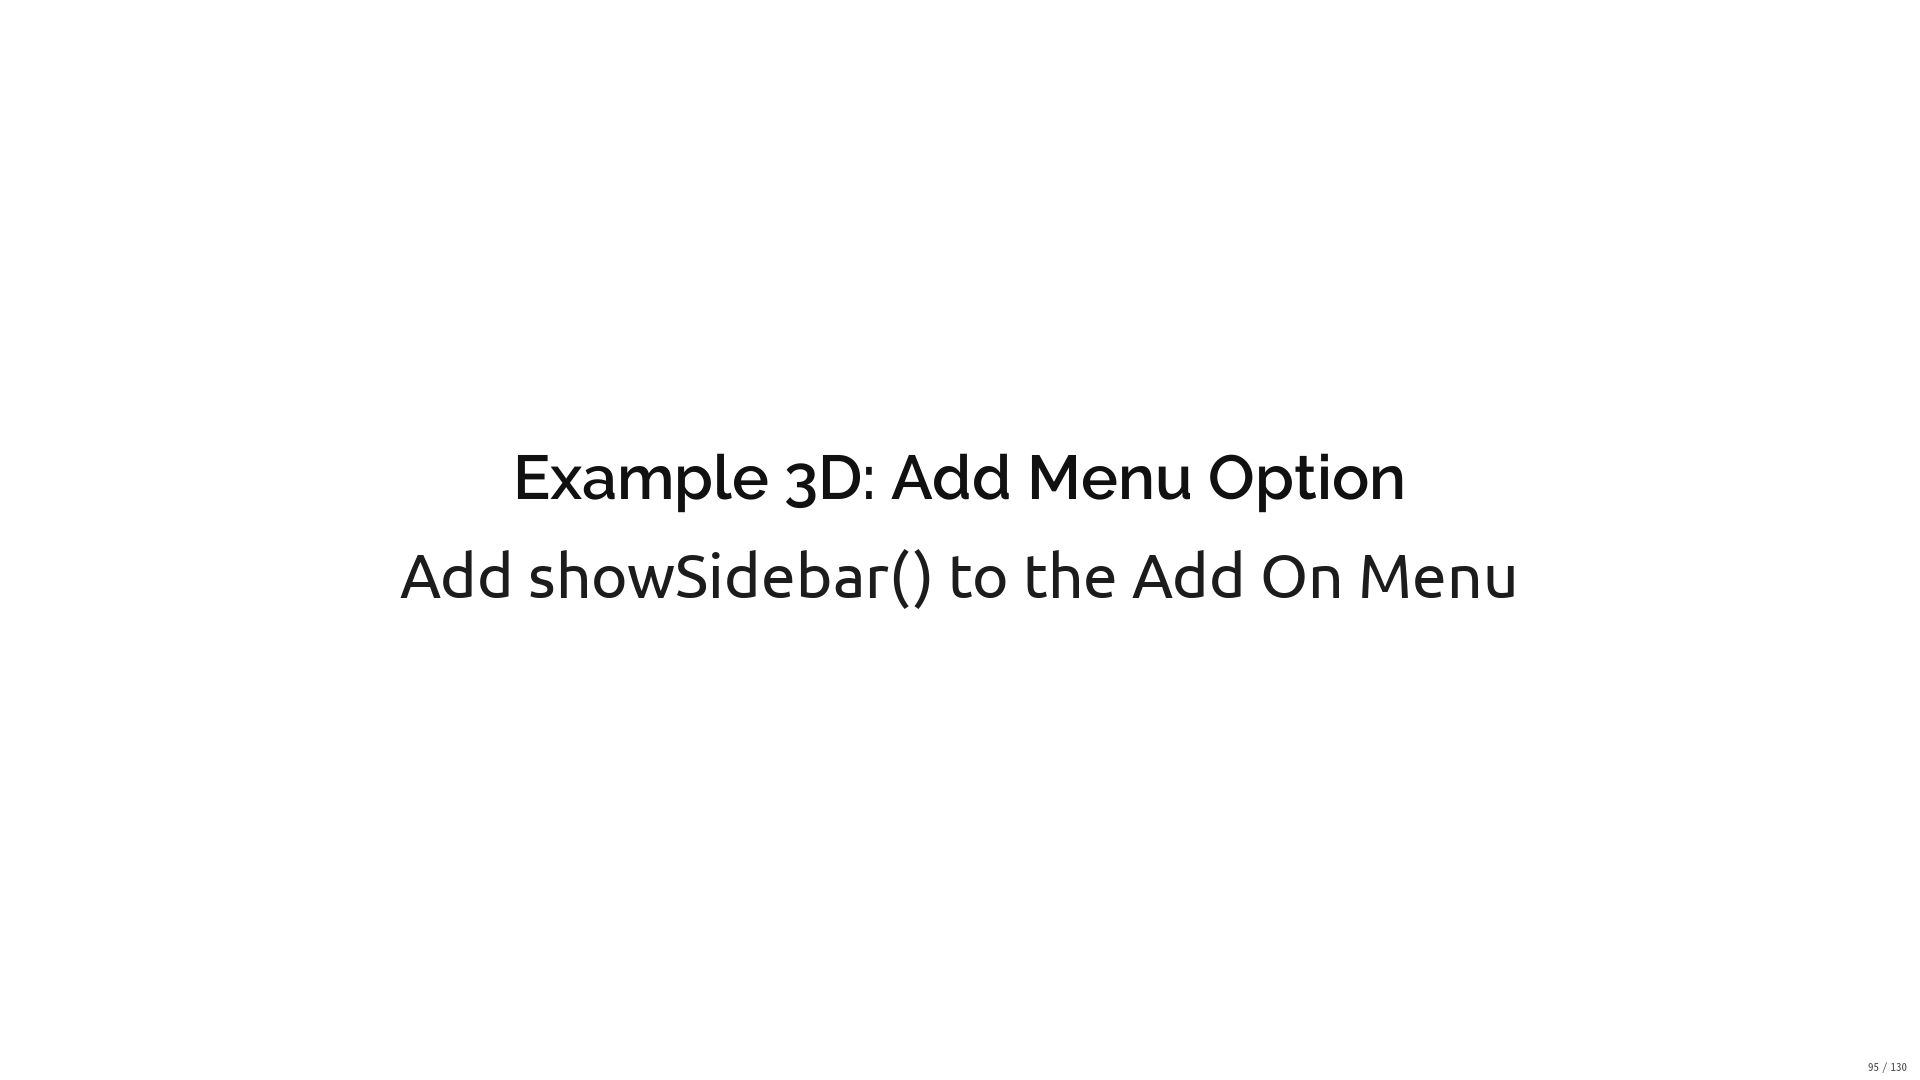 Example 3D: Add Menu Option
Add showSidebar() to the Add On Menu
95 / 130